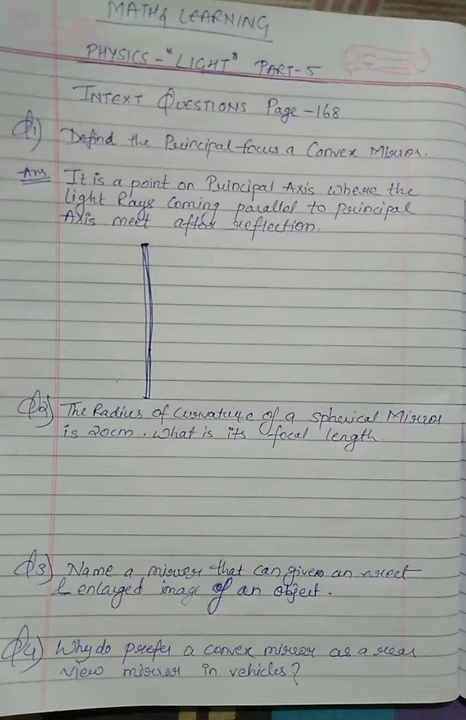 MATHS LEARNING
PHYSICS - "LIGHT" PART-5
INTEXT QUESTIONS Page -168
Q1) Defind the Principal focus a Convex Mirror.
Ans It is a point on Principal Axis where the
light Rays Coming parallel to principal
Axis meet after reflection.
Q2) The Radius of Curvature of a spherical Mirror
is 20cm. What is its focal length
Q3) Name a mirror that can given an erect
& enlarged image of an object.
Q4) Why do prefer a convex mirror as a rear
view mirror in vehicles?